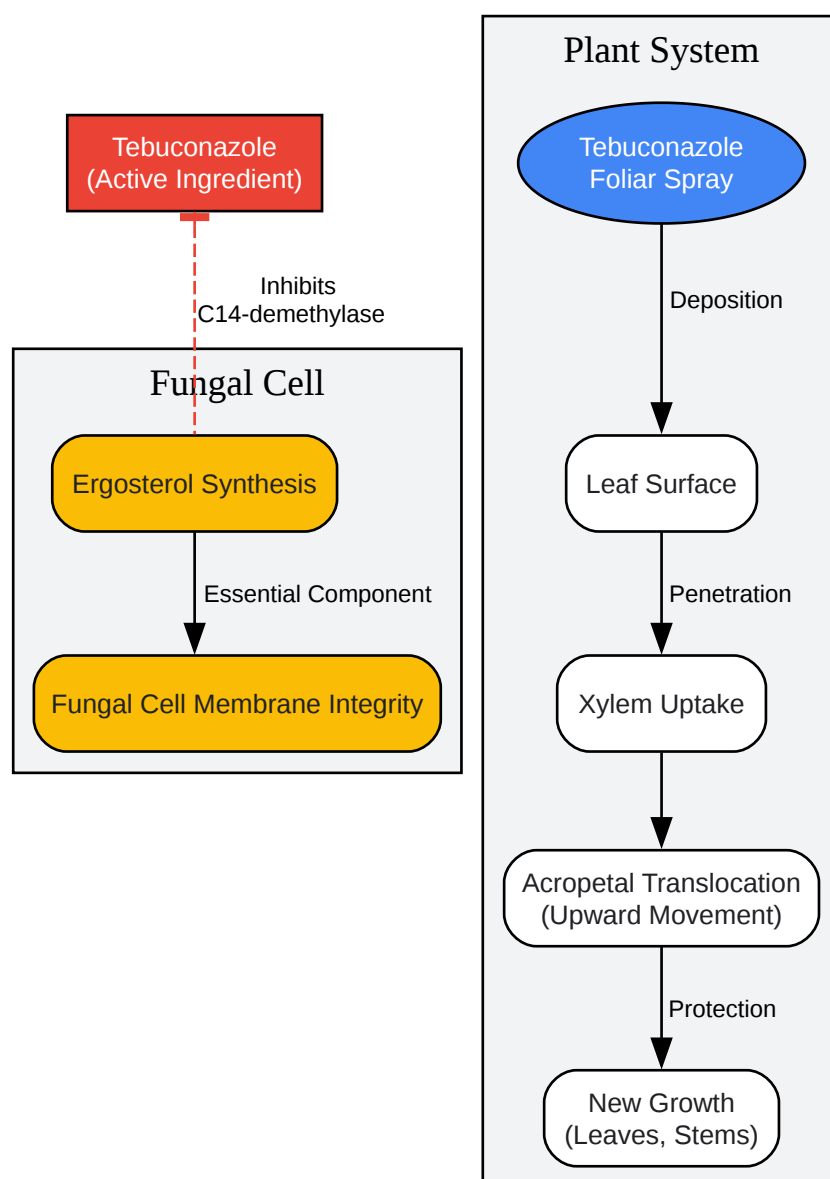 Tebuconazole
(Active Ingredient)
Inhibits
C14-demethylase
Fungal Cell
Ergosterol Synthesis
Essential Component
Fungal Cell Membrane Integrity
Plant System
Tebuconazole
Foliar Spray
Deposition
Leaf Surface
Penetration
Xylem Uptake
Acropetal Translocation
(Upward Movement)
Protection
New Growth
(Leaves, Stems)